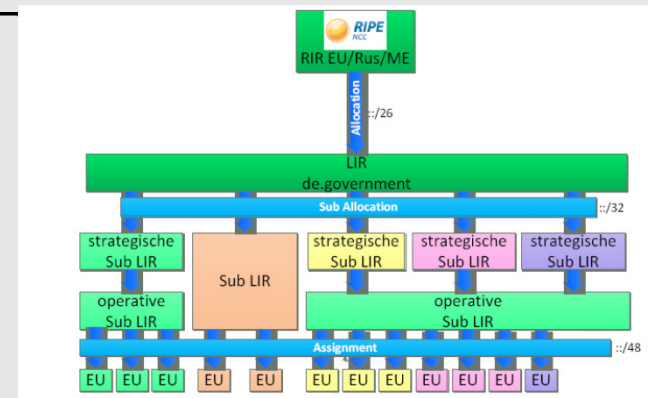 RIPE
NCC
RIR EU/Rus/ME
Allocation
::/26
LIR
de.government
Sub Allocation
::/32
strategische
Sub LIR
Sub LIR
strategische
Sub LIR
strategische
Sub LIR
strategische
Sub LIR
operative
Sub LIR
operative
Sub LIR
Assignment
::/48
EU EU EU EU EU EU EU EU EU EU EU EU